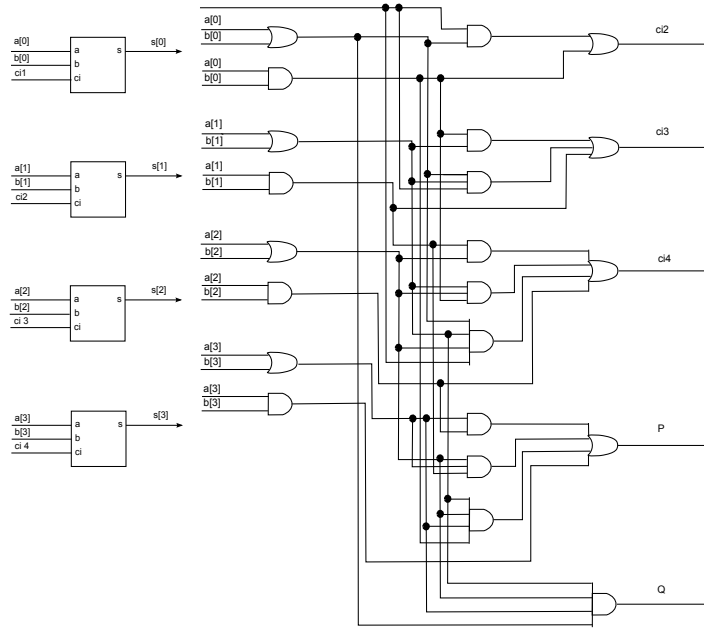 a[0]
b[0]
ci1
a
b
ci
s
s[0]
a[1]
b[1]
ci2
a
b
ci
s
s[1]
a[2]
b[2]
ci 3
a
b
ci
s
s[2]
a[3]
b[3]
ci 4
a
b
ci
s
s[3]
a[0]
b[0]
a[0]
b[0]
a[1]
b[1]
a[1]
b[1]
a[2]
b[2]
a[2]
b[2]
a[3]
b[3]
a[3]
b[3]
ci2
ci3
ci4
P
Q